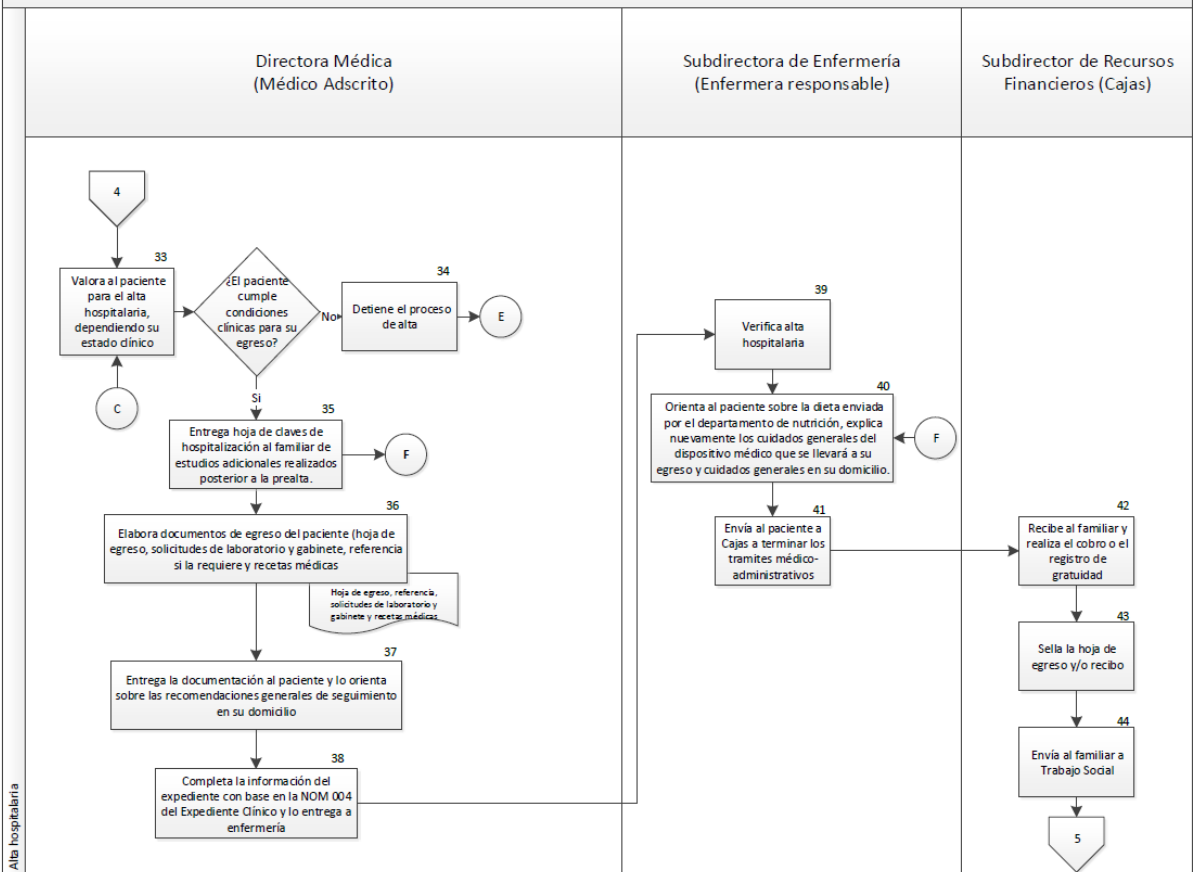 Directora Médica
(Médico Adscrito)
Subdirectora de Enfermería
(Enfermera responsable)
Subdirector de Recursos
Financieros (Cajas)
Alta hospitalaria
4
33
Valora al paciente
para el alta
hospitalaria,
dependiendo su
estado clínico
C
¿El paciente
cumple
condiciones
clínicas para su
egreso?
No
Si
34
Detiene el proceso
de alta
E
35
Entrega hoja de claves de
hospitalización al familiar de
estudios adicionales realizados
posterior a la prealta.
F
36
Elabora documentos de egreso del paciente (hoja de
egreso, solicitudes de laboratorio y gabinete, referencia
si la requiere y recetas médicas
Hoja de egreso, referencia,
solicitudes de laboratorio y
gabinete y recetas médicas
37
Entrega la documentación al paciente y lo orienta
sobre las recomendaciones generales de seguimiento
en su domicilio
38
Completa la información del
expediente con base en la NOM 004
del Expediente Clínico y lo entrega a
enfermería
39
Verifica alta
hospitalaria
40
Orienta al paciente sobre la dieta enviada
por el departamento de nutrición, explica
nuevamente los cuidados generales del
dispositivo médico que se llevará a su
egreso y cuidados generales en su domicilio.
F
41
Envía al paciente a
Cajas a terminar los
tramites médico-
administrativos
42
Recibe al familiar y
realiza el cobro o el
registro de
gratuidad
43
Sella la hoja de
egreso y/o recibo
44
Envía al familiar a
Trabajo Social
5